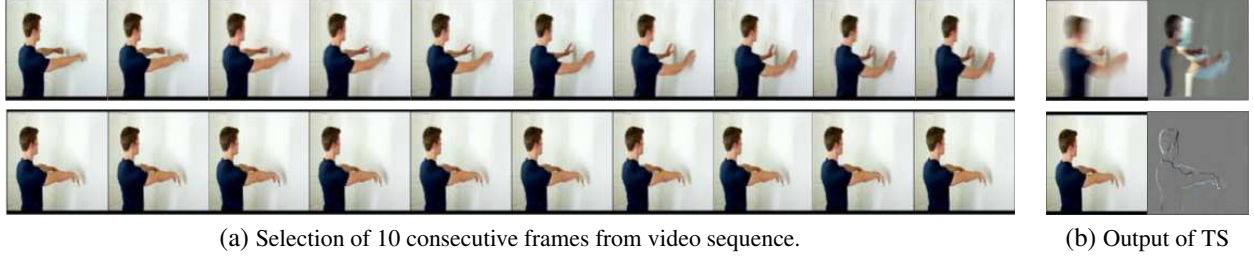 (a) Selection of 10 consecutive frames from video sequence.
(b) Output of TS